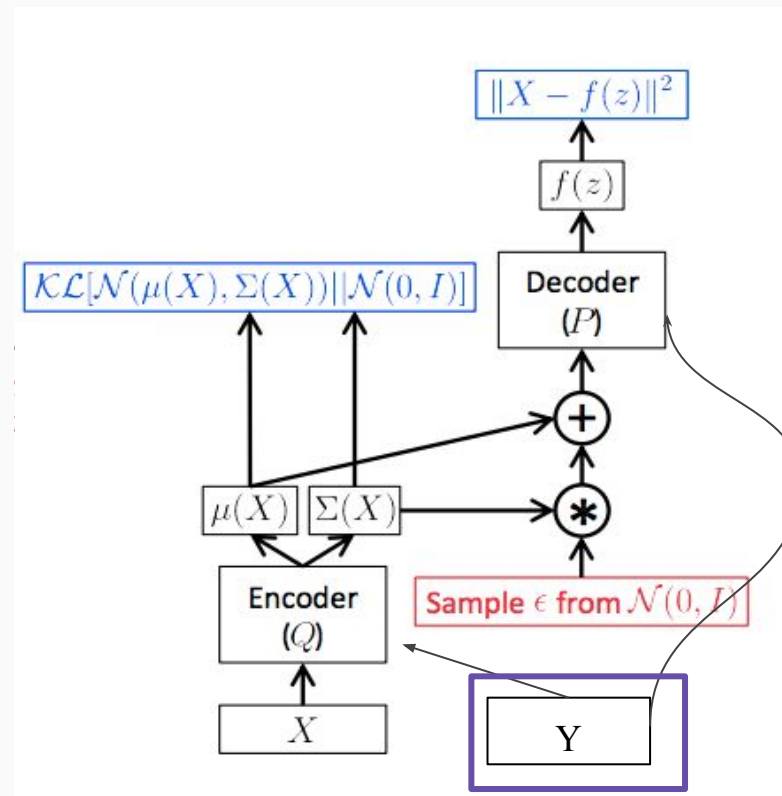 ‖X − f(z)‖²
f(z)
𝒦ℒ[𝒩(μ(X), Σ(X))||𝒩(0, I)]
Decoder
(P)
+
μ(X)
Σ(X)
*
Encoder
(Q)
Sample ϵ from 𝒩(0, I)
X
Y